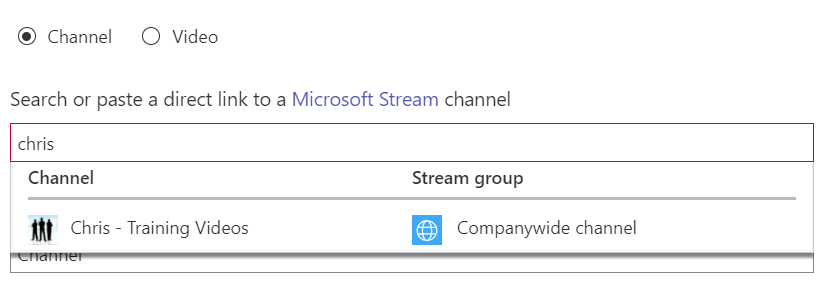 Channel Video
Search or paste a direct link to a Microsoft Stream channel
chris
Channel Stream group
Chris - Training Videos Companywide channel
Channel